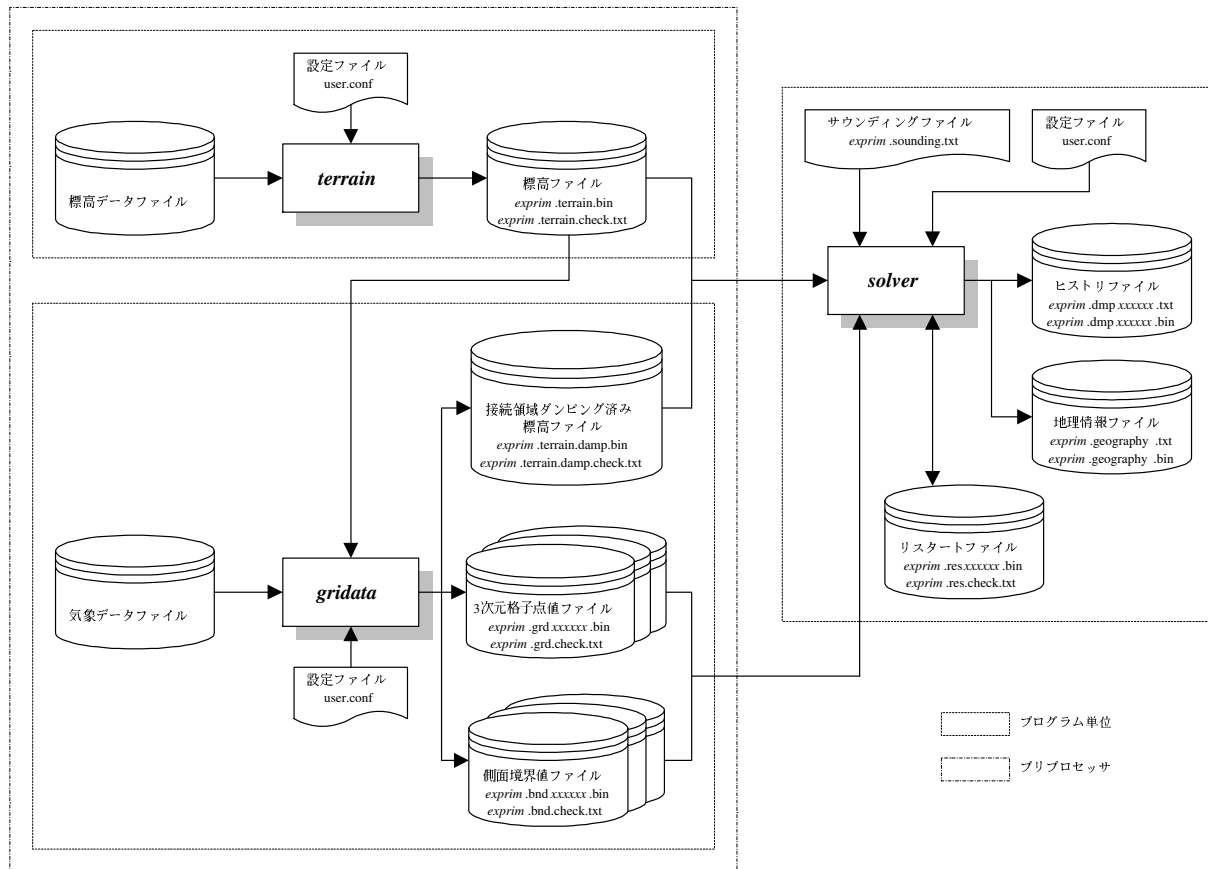 設定ファイル
user.conf
標高データファイル
terrain
標高ファイル
exprim .terrain.bin
exprim .terrain.check.txt
サウンディングファイル
exprim .sounding.txt
設定ファイル
user.conf
solver
ヒストリファイル
exprim .dmp xxxxxx .txt
exprim .dmp xxxxxx .bin
地理情報ファイル
exprim .geography .txt
exprim .geography .bin
リスタートファイル
exprim .res xxxxxx .bin
exprim .res.check.txt
接続領域ダンピング済み
標高ファイル
exprim .terrain.damp.bin
exprim .terrain.damp.check.txt
気象データファイル
gridata
設定ファイル
user.conf
3次元格子点値ファイル
exprim .grd xxxxxx .bin
exprim .grd.check.txt
側面境界値ファイル
exprim .bnd xxxxxx .bin
exprim .bnd.check.txt
プログラム単位
プリプロセッサ